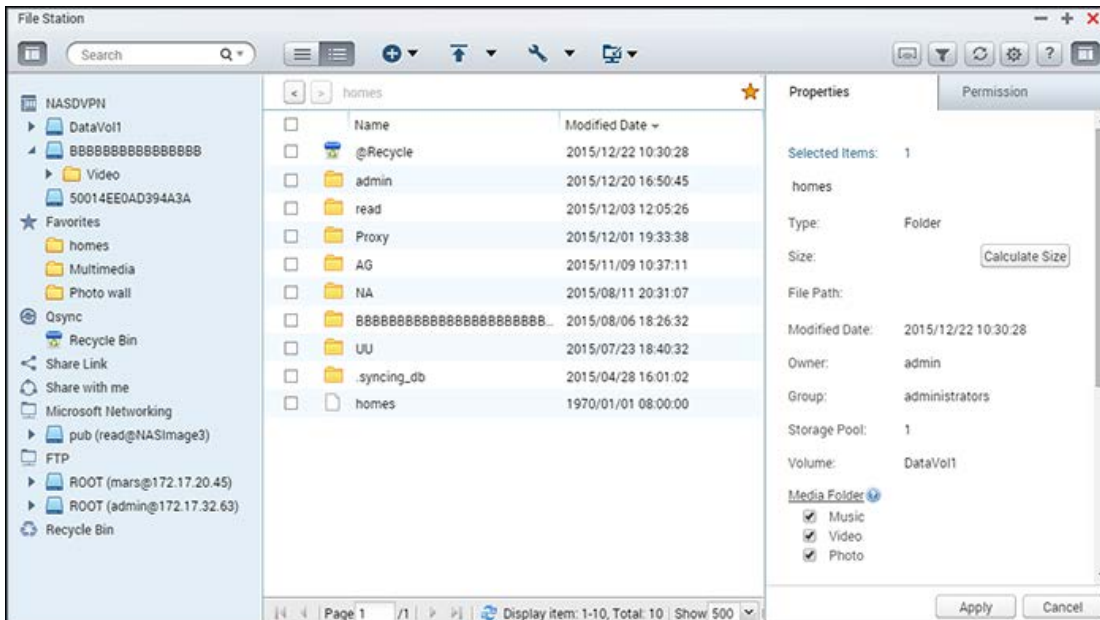 File Station
Search
NASDVPN
DataVol1
BBBBBBBBBBBBBBBB
Video
50014EE0AD394A3A
Favorites
homes
Multimedia
Photo wall
Qsync
Recycle Bin
Share Link
Share with me
Microsoft Networking
pub (read@NASImage3)
FTP
ROOT (mars@172.17.20.45)
ROOT (admin@172.17.32.63)
Recycle Bin
homes
Name Modified Date
@Recycle 2015/12/22 10:30:28
admin 2015/12/20 16:50:45
read 2015/12/03 12:05:26
Proxy 2015/12/01 19:33:38
AG 2015/11/09 10:37:11
NA 2015/08/11 20:31:07
BBBBBBBBBBBBBBBBBBBBBBB... 2015/08/06 18:26:32
UU 2015/07/23 18:40:32
.syncing_db 2015/04/28 16:01:02
homes 1970/01/01 08:00:00
Page 1 /1 Display item: 1-10, Total: 10 Show 500
Properties Permission
Selected Items: 1
homes
Type: Folder
Size: Calculate Size
File Path:
Modified Date: 2015/12/22 10:30:28
Owner: admin
Group: administrators
Storage Pool: 1
Volume: DataVol1
Media Folder
Music
Video
Photo
Apply Cancel